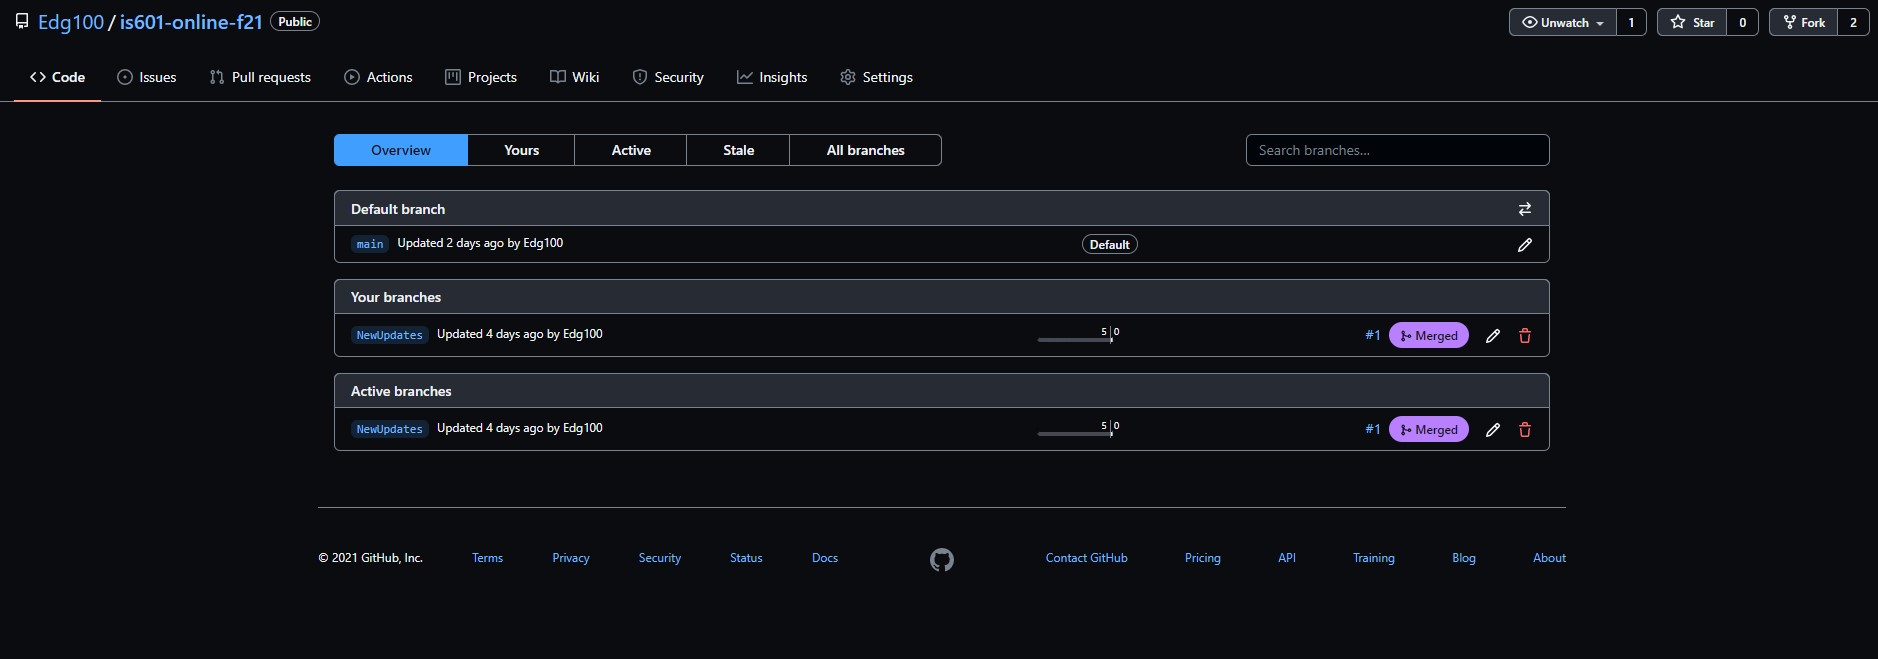 Edg100 / is601-online-f21 Public
Unwatch 1 Star 0 Fork 2
Code Issues Pull requests Actions Projects Wiki Security Insights Settings
Overview Yours Active Stale All branches Search branches...
Default branch
main Updated 2 days ago by Edg100 Default
Your branches
NewUpdates Updated 4 days ago by Edg100 5 0 #1 Merged
Active branches
NewUpdates Updated 4 days ago by Edg100 5 0 #1 Merged
© 2021 GitHub, Inc. Terms Privacy Security Status Docs Contact GitHub Pricing API Training Blog About